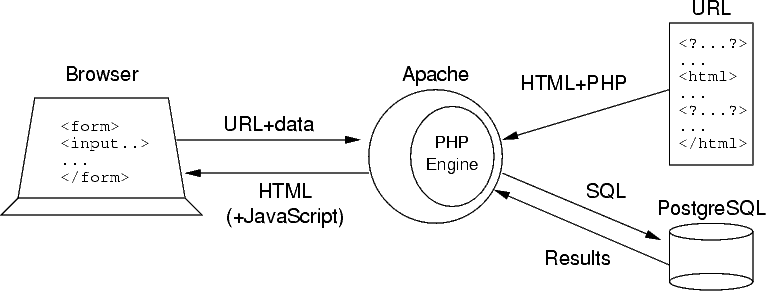 URL
<?...?>
...
<html>
...
<?...?>
...
</html>
Browser
<form>
<input..>
...
</form>
URL+data
HTML
(+JavaScript)
Apache
PHP
Engine
HTML+PHP
SQL
Results
PostgreSQL